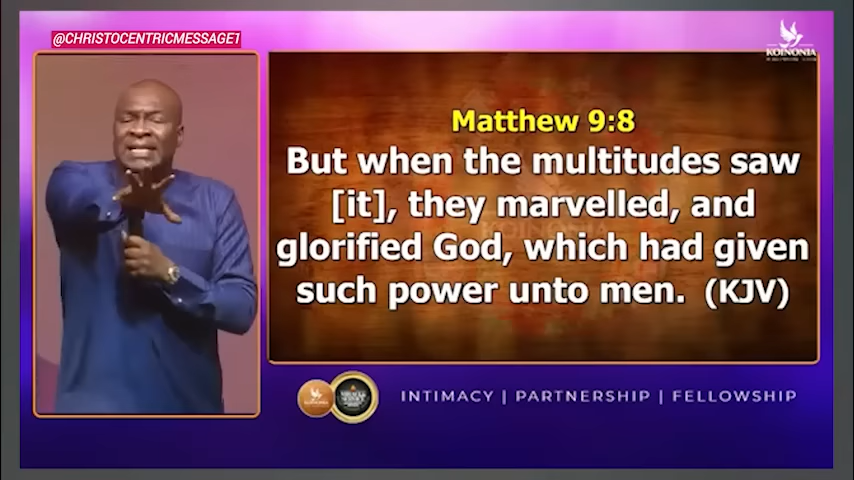 @CHRISTOCENTRICMESSAGE1
KOINONIA
Matthew 9:8
But when the multitudes saw
[it], they marvelled, and
glorified God, which had given
such power unto men. (KJV)
INTIMACY | PARTNERSHIP | FELLOWSHIP